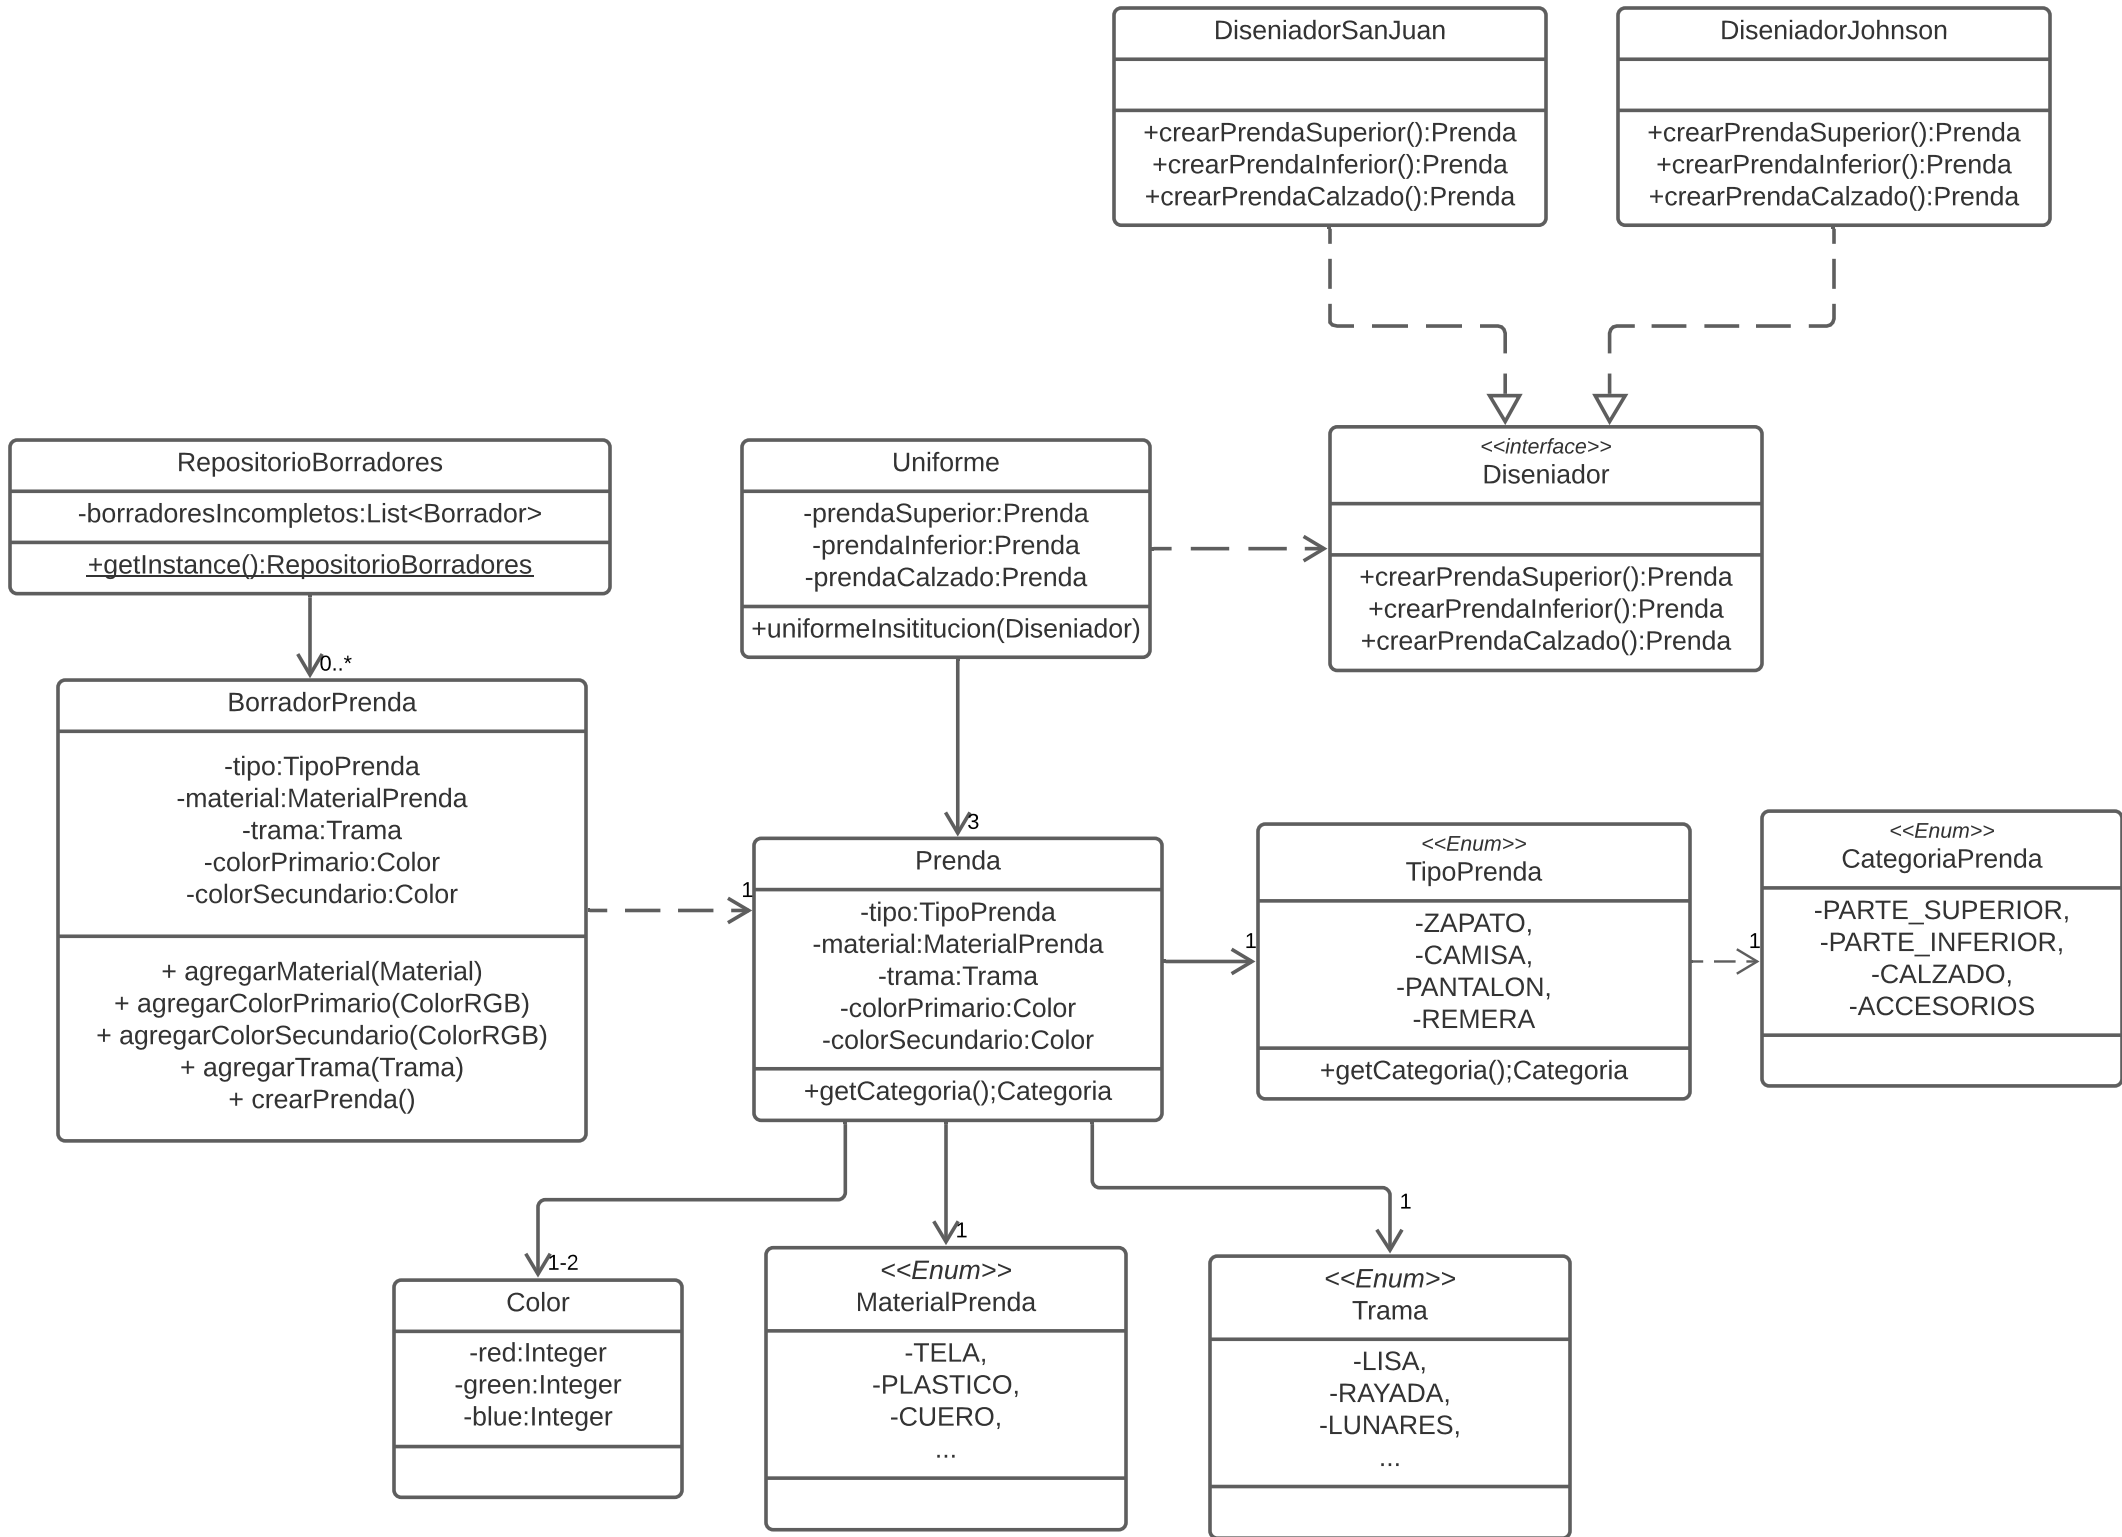 DiseniadorSanJuan
+crearPrendaSuperior():Prenda
+crearPrendaInferior():Prenda
+crearPrendaCalzado():Prenda
DiseniadorJohnson
+crearPrendaSuperior():Prenda
+crearPrendaInferior():Prenda
+crearPrendaCalzado():Prenda
RepositorioBorradores
-borradoresIncompletos:List<Borrador>
+getInstance():RepositorioBorradores
0..*
Uniforme
-prendaSuperior:Prenda
-prendaInferior:Prenda
-prendaCalzado:Prenda
+uniformeInsititucion(Diseniador)
3
<<interface>>
Diseniador
+crearPrendaSuperior():Prenda
+crearPrendaInferior():Prenda
+crearPrendaCalzado():Prenda
BorradorPrenda
-tipo:TipoPrenda
-material:MaterialPrenda
-trama:Trama
-colorPrimario:Color
-colorSecundario:Color
+ agregarMaterial(Material)
+ agregarColorPrimario(ColorRGB)
+ agregarColorSecundario(ColorRGB)
+ agregarTrama(Trama)
+ crearPrenda()
1
Prenda
-tipo:TipoPrenda
-material:MaterialPrenda
-trama:Trama
-colorPrimario:Color
-colorSecundario:Color
+getCategoria();Categoria
1
<<Enum>>
TipoPrenda
-ZAPATO,
-CAMISA,
-PANTALON,
-REMERA
+getCategoria();Categoria
1
<<Enum>>
CategoriaPrenda
-PARTE_SUPERIOR,
-PARTE_INFERIOR,
-CALZADO,
-ACCESORIOS
1-2
Color
-red:Integer
-green:Integer
-blue:Integer
1
<<Enum>>
MaterialPrenda
-TELA,
-PLASTICO,
-CUERO,
...
1
<<Enum>>
Trama
-LISA,
-RAYADA,
-LUNARES,
...